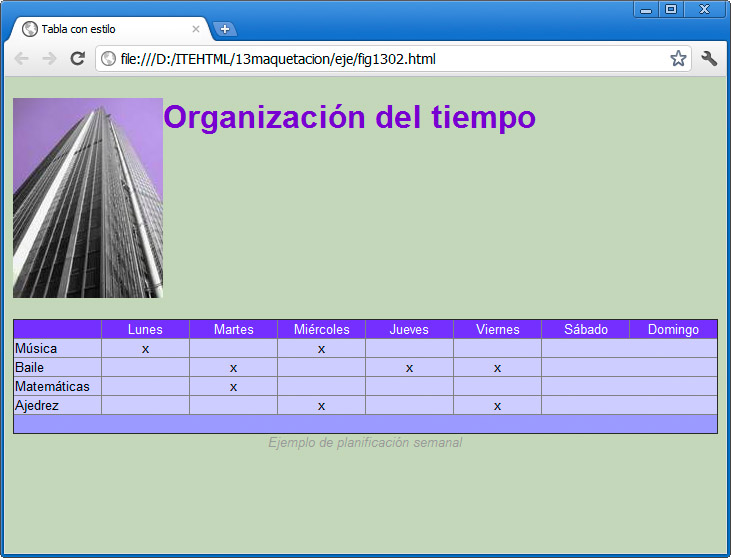 Tabla con estilo
file:///D:/ITEHTML/13maquetacion/eje/fig1302.html
Organización del tiempo
Lunes Martes Miércoles Jueves Viernes Sábado Domingo
Música x x
Baile x x x
Matemáticas x
Ajedrez x x
Ejemplo de planificación semanal